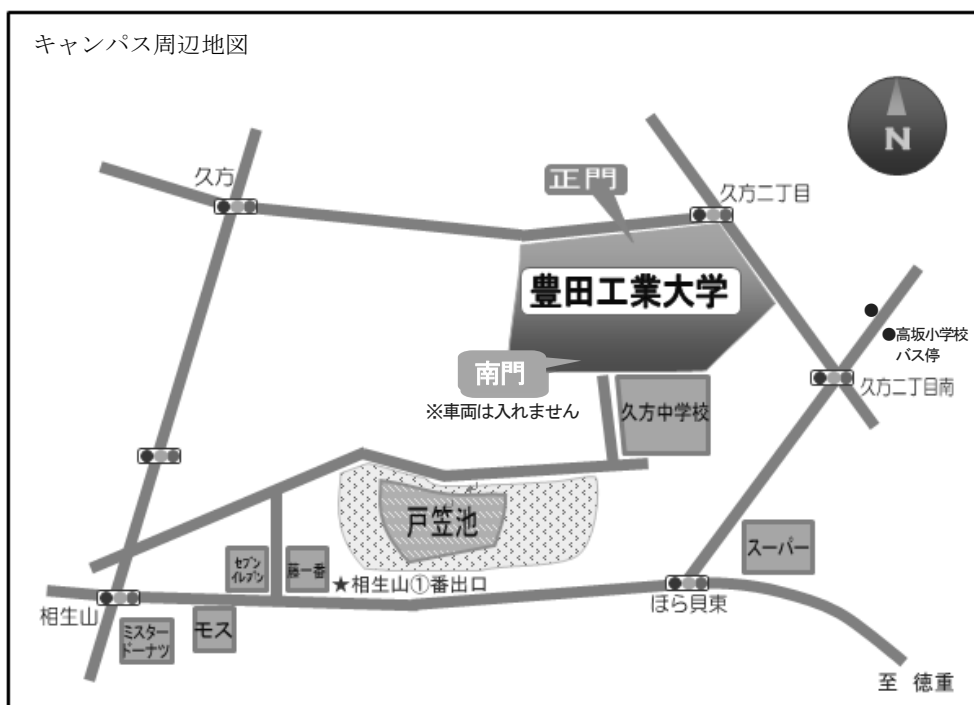 キャンパス周辺地図
N
久方
正門
久方二丁目
豊田工業大学
●高坂小学校
バス停
南門
※車両は入れません
久方中学校
久方二丁目南
戸笠池
スーパー
セブン
イレブン
藤一番
★相生山①番出口
相生山
ほら貝東
ミスター
ドーナツ
モス
至 徳重